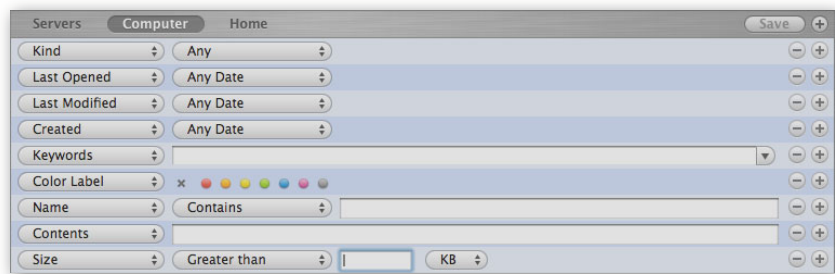 Servers Computer Home Save
Kind Any
Last Opened Any Date
Last Modified Any Date
Created Any Date
Keywords
Color Label
Name Contains
Contents
Size Greater than KB